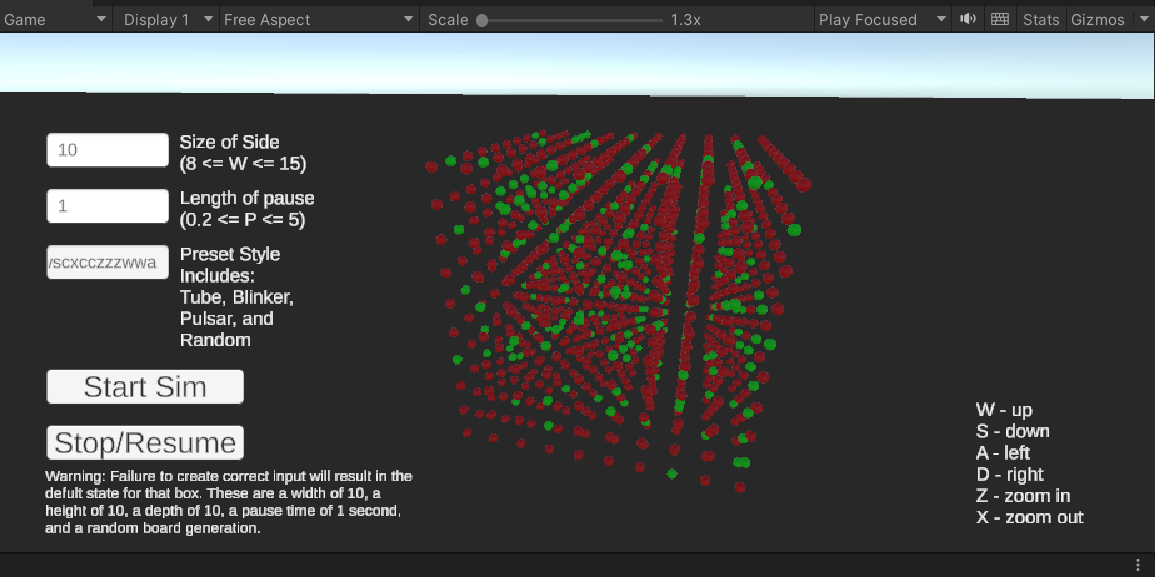 Game Display 1 Free Aspect Scale 1.3x Play Focused Stats Gizmos
10
Size of Side
(8 <= W <= 15)
1
Length of pause
(0.2 <= P <= 5)
/scxcczzzwwa
Preset Style
Includes:
Tube, Blinker,
Pulsar, and
Random
Start Sim
Stop/Resume
Warning: Failure to create correct input will result in the
defult state for that box. These are a width of 10, a
height of 10, a depth of 10, a pause time of 1 second,
and a random board generation.
W - up
S - down
A - left
D - right
Z - zoom in
X - zoom out